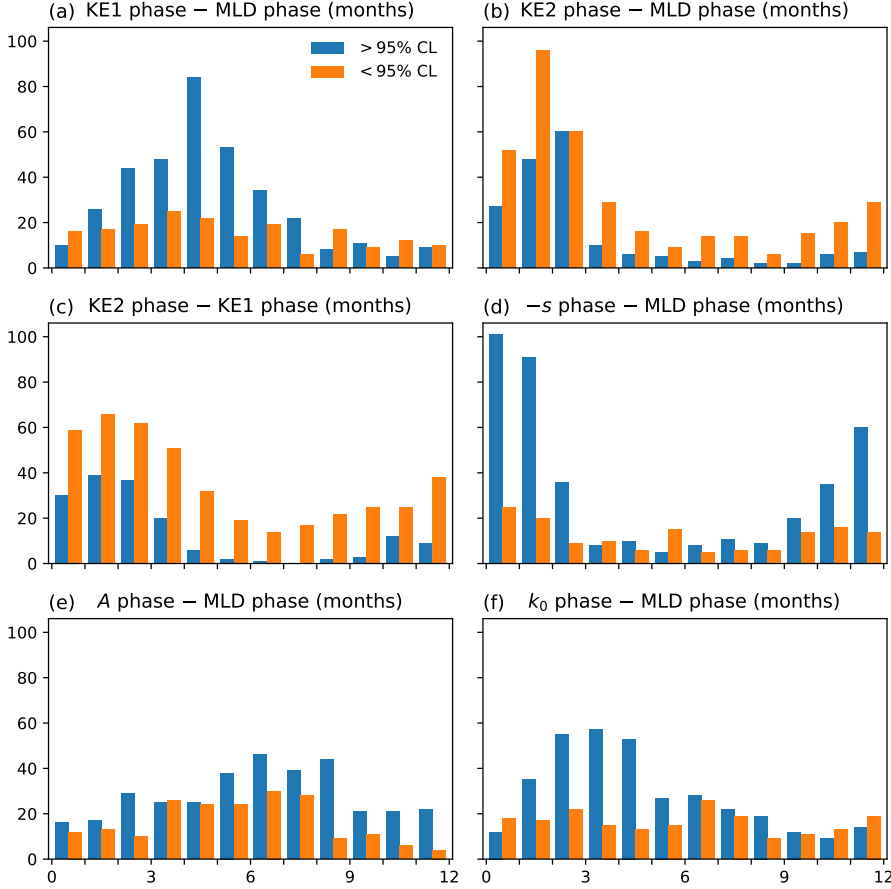 (a) KE1 phase − MLD phase (months)
(b) KE2 phase − MLD phase (months)
100
80
60
40
20
0
> 95% CL
< 95% CL
(c) KE2 phase − KE1 phase (months)
(d) −s phase − MLD phase (months)
100
80
60
40
20
0
(e) A phase − MLD phase (months)
(f) k₀ phase − MLD phase (months)
100
80
60
40
20
0
0 3 6 9 12
0 3 6 9 12